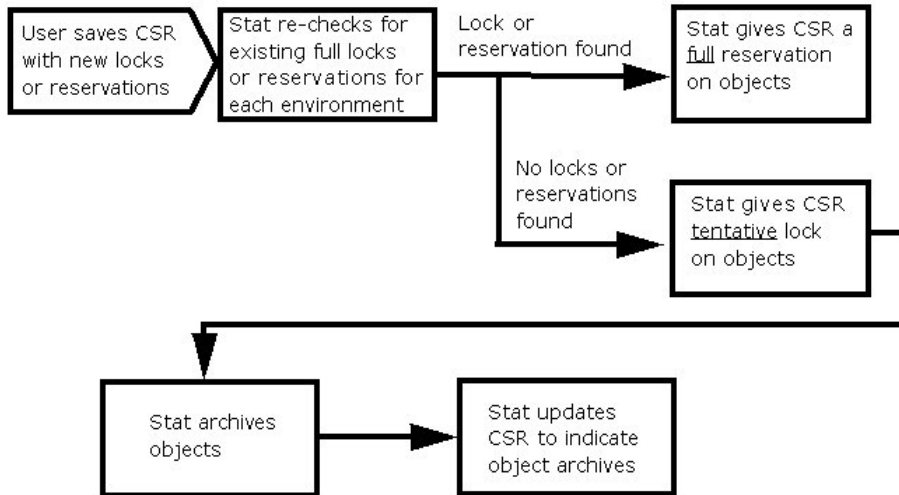 User saves CSR
with new locks
or reservations
Stat re-checks for
existing full locks
or reservations for
each environment
Lock or
reservation found
Stat gives CSR a
full reservation
on objects
No locks or
reservations
found
Stat gives CSR
tentative lock
on objects
Stat archives
objects
Stat updates
CSR to indicate
object archives